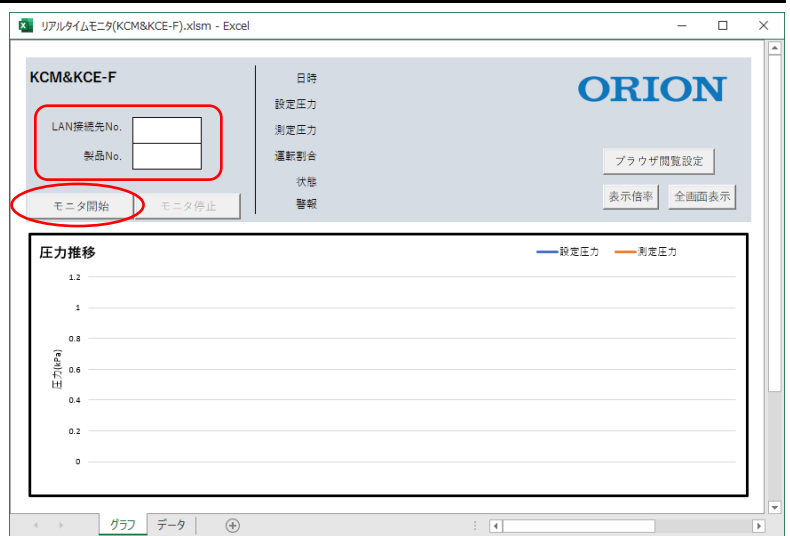 リアルタイムモニタ(KCM&KCE-F).xlsm - Excel
KCM&KCE-F
LAN接続先No.
製品No.
モニタ開始
モニタ停止
日時
設定圧力
測定圧力
運転割合
状態
警報
ORION
ブラウザ閲覧設定
表示倍率
全画面表示
圧力推移
設定圧力
測定圧力
1.2
1
0.8
0.6
0.4
0.2
0
圧力(kPa)
グラフ
データ